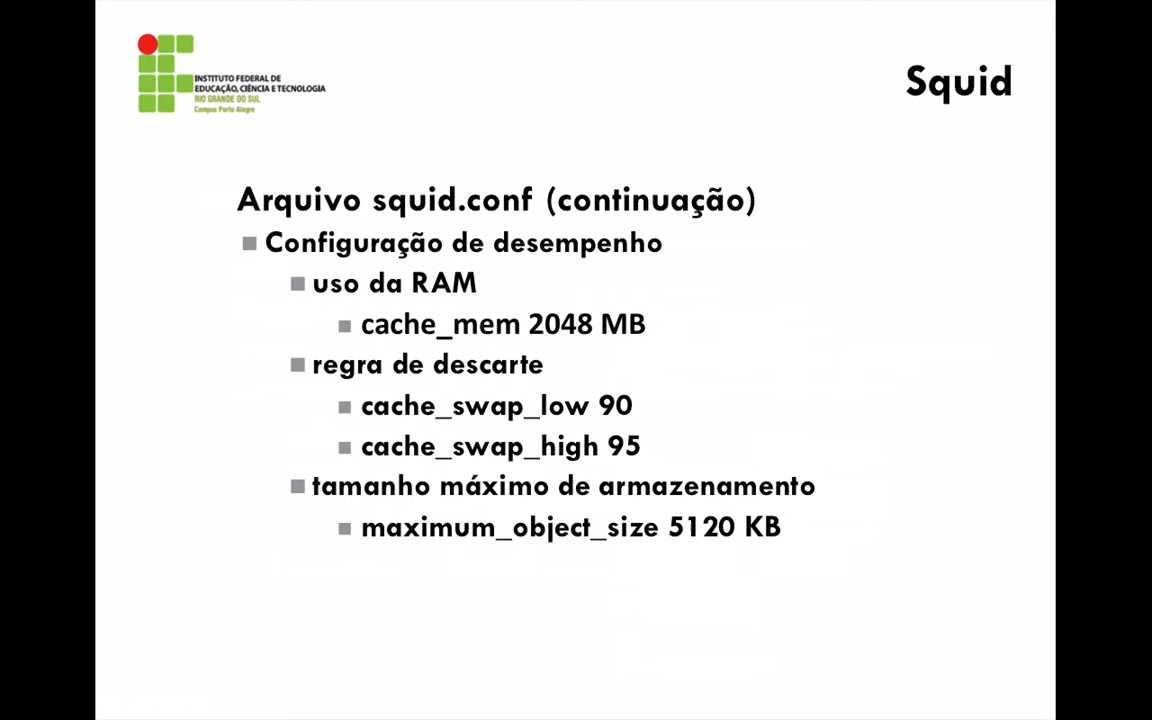 INSTITUTO FEDERAL DE
EDUCAÇÃO, CIÊNCIA E TECNOLOGIA
RIO GRANDE DO SUL
Campus Porto Alegre
Squid
Arquivo squid.conf (continuação)
Configuração de desempenho
uso da RAM
cache_mem 2048 MB
regra de descarte
cache_swap_low 90
cache_swap_high 95
tamanho máximo de armazenamento
maximum_object_size 5120 KB